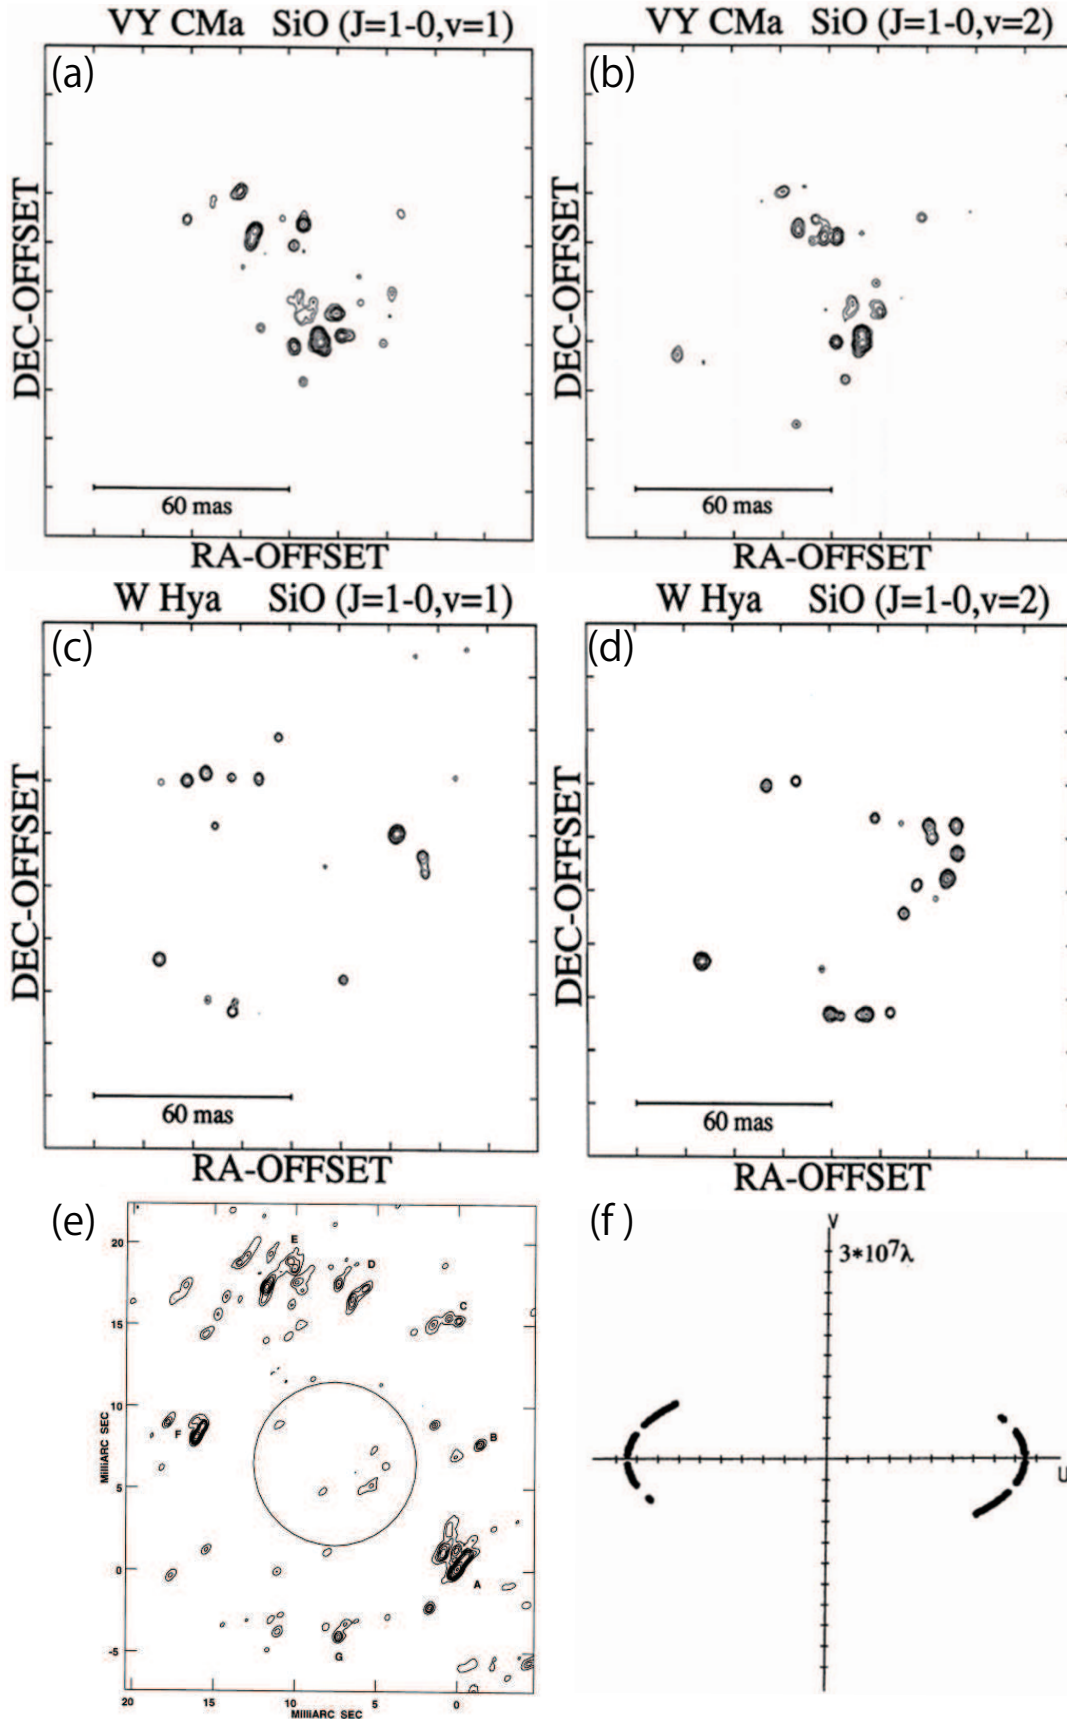 VY CMa SiO (J=1-0,v=1)
(a)
DEC-OFFSET
60 mas
RA-OFFSET
VY CMa SiO (J=1-0,v=2)
(b)
DEC-OFFSET
60 mas
RA-OFFSET
W Hya SiO (J=1-0,v=1)
(c)
DEC-OFFSET
60 mas
RA-OFFSET
W Hya SiO (J=1-0,v=2)
(d)
DEC-OFFSET
60 mas
RA-OFFSET
(e)
20
15
10
5
0
-5
MilliARC SEC
E
D
C
F
B
A
G
20 15 10 5 0
MilliARC SEC
(f)
V
3*10⁷λ
U